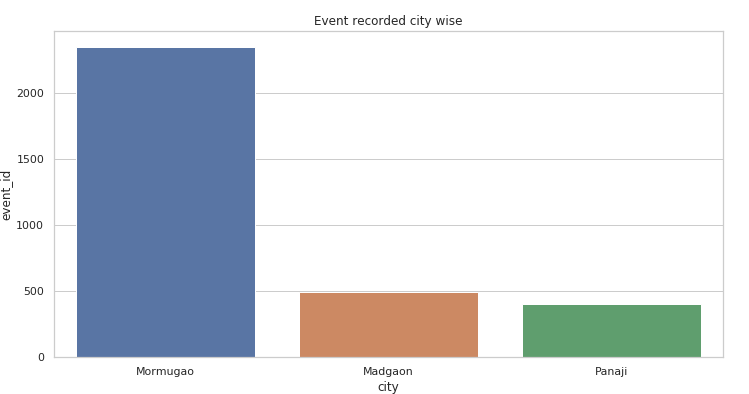 Event recorded city wise
event_id
2000
1500
1000
500
0
Mormugao
Madgaon
Panaji
city